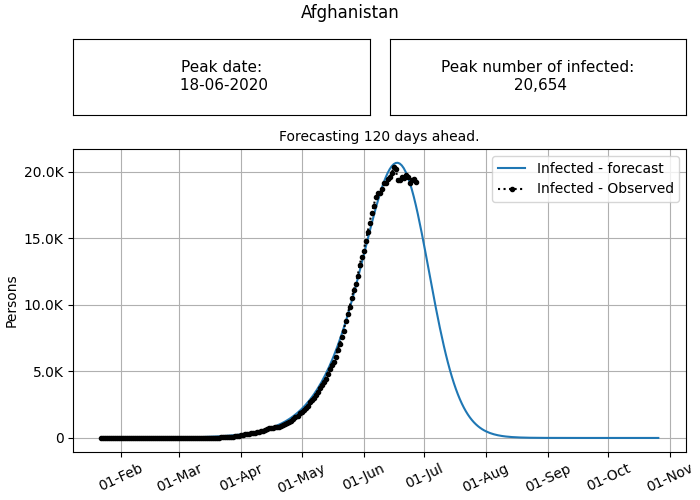 Afghanistan
Peak date:
18-06-2020
Peak number of infected:
20,654
Forecasting 120 days ahead.
Infected - forecast
Infected - Observed
20.0K
15.0K
10.0K
5.0K
0
Persons
01-Feb
01-Mar
01-Apr
01-May
01-Jun
01-Jul
01-Aug
01-Sep
01-Oct
01-Nov